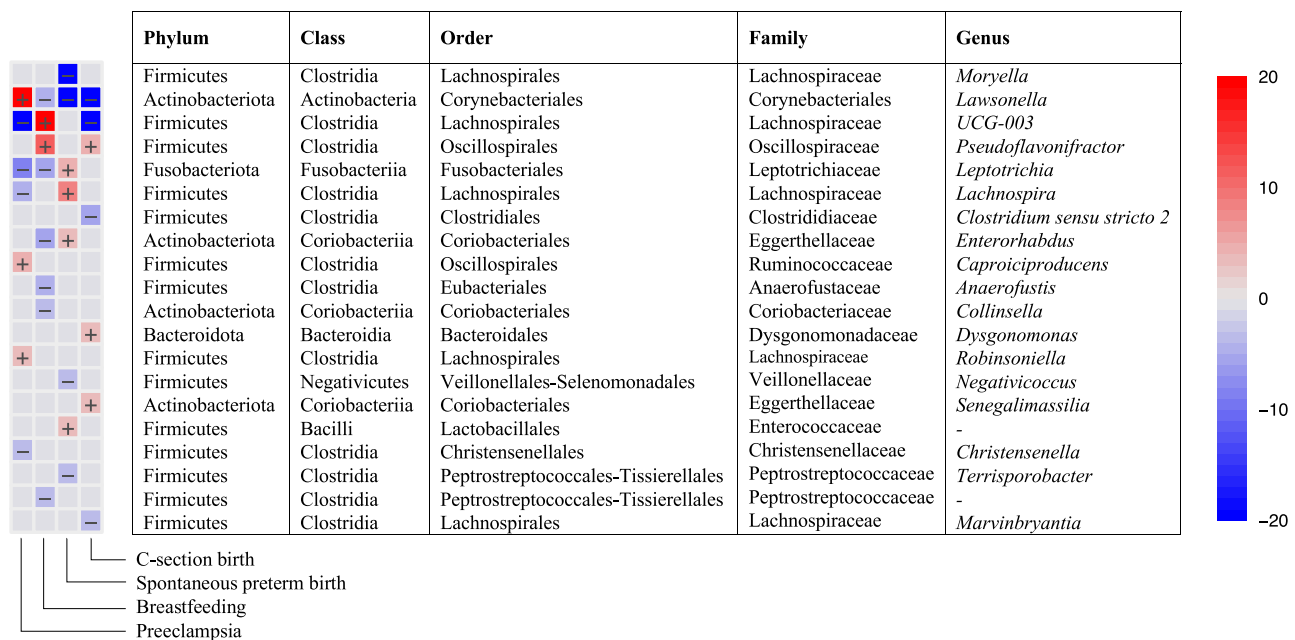 Phylum Class Order Family Genus
− Firmicutes Clostridia Lachnospirales Lachnospiraceae Moryella
+ − − − Actinobacteriota Actinobacteria Corynebacteriales Corynebacteriales Lawsonella
− + − Firmicutes Clostridia Lachnospirales Lachnospiraceae UCG-003
+ + Firmicutes Clostridia Oscillospirales Oscillospiraceae Pseudoflavonifractor
− − + Fusobacteriota Fusobacteriia Fusobacteriales Leptotrichiaceae Leptotrichia
− + Firmicutes Clostridia Lachnospirales Lachnospiraceae Lachnospira
− Firmicutes Clostridia Clostridiales Clostrididiaceae Clostridium sensu stricto 2
− + Actinobacteriota Coriobacteriia Coriobacteriales Eggerthellaceae Enterorhabdus
+ Firmicutes Clostridia Oscillospirales Ruminococcaceae Caproiciproducens
− Firmicutes Clostridia Eubacteriales Anaerofustaceae Anaerofustis
− Actinobacteriota Coriobacteriia Coriobacteriales Coriobacteriaceae Collinsella
+ Bacteroidota Bacteroidia Bacteroidales Dysgonomonadaceae Dysgonomonas
+ Firmicutes Clostridia Lachnospirales Lachnospiraceae Robinsoniella
− Firmicutes Negativicutes Veillonellales-Selenomonadales Veillonellaceae Negativicoccus
+ Actinobacteriota Coriobacteriia Coriobacteriales Eggerthellaceae Senegalimassilia
+ Firmicutes Bacilli Lactobacillales Enterococcaceae -
− Firmicutes Clostridia Christensenellales Christensenellaceae Christensenella
− Firmicutes Clostridia Peptrostreptococcales-Tissierellales Peptrostreptococcaceae Terrisporobacter
− Firmicutes Clostridia Peptrostreptococcales-Tissierellales Peptrostreptococcaceae -
− Firmicutes Clostridia Lachnospirales Lachnospiraceae Marvinbryantia
C-section birth
Spontaneous preterm birth
Breastfeeding
Preeclampsia
20
10
0
−10
−20